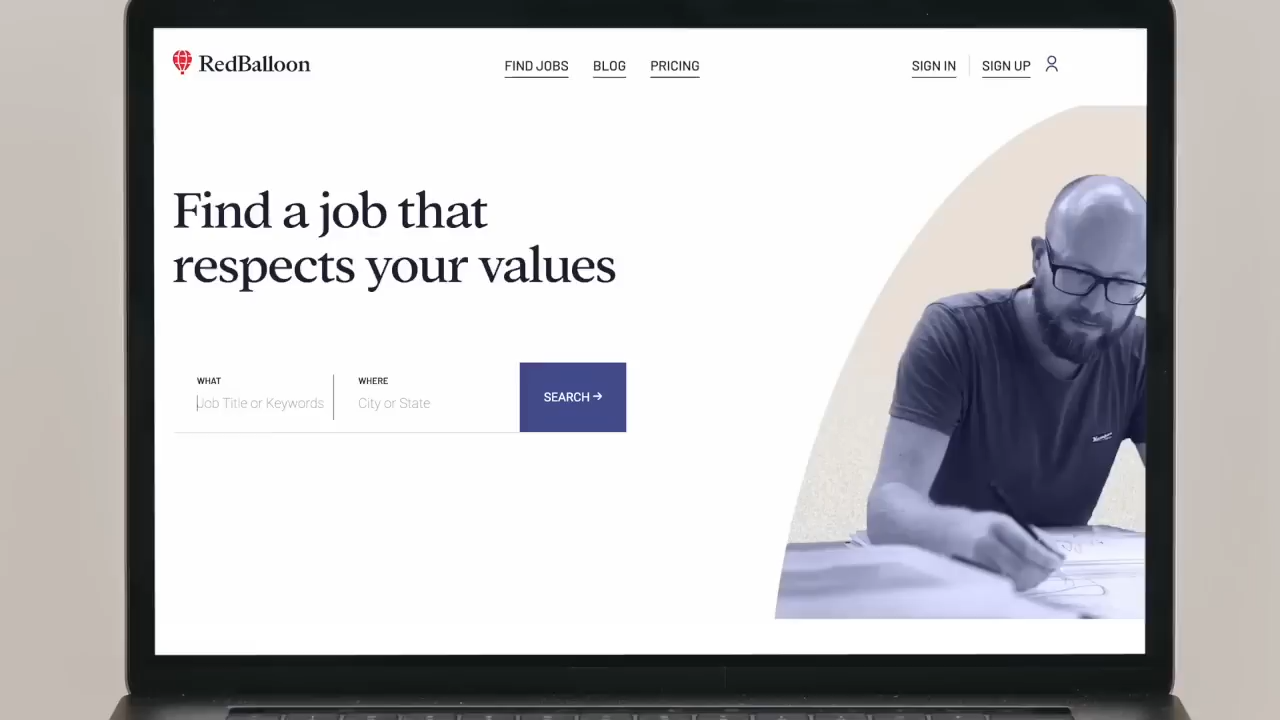 RedBalloon
FIND JOBS BLOG PRICING
SIGN IN SIGN UP
Find a job that
respects your values
WHAT
Job Title or Keywords
WHERE
City or State
SEARCH →